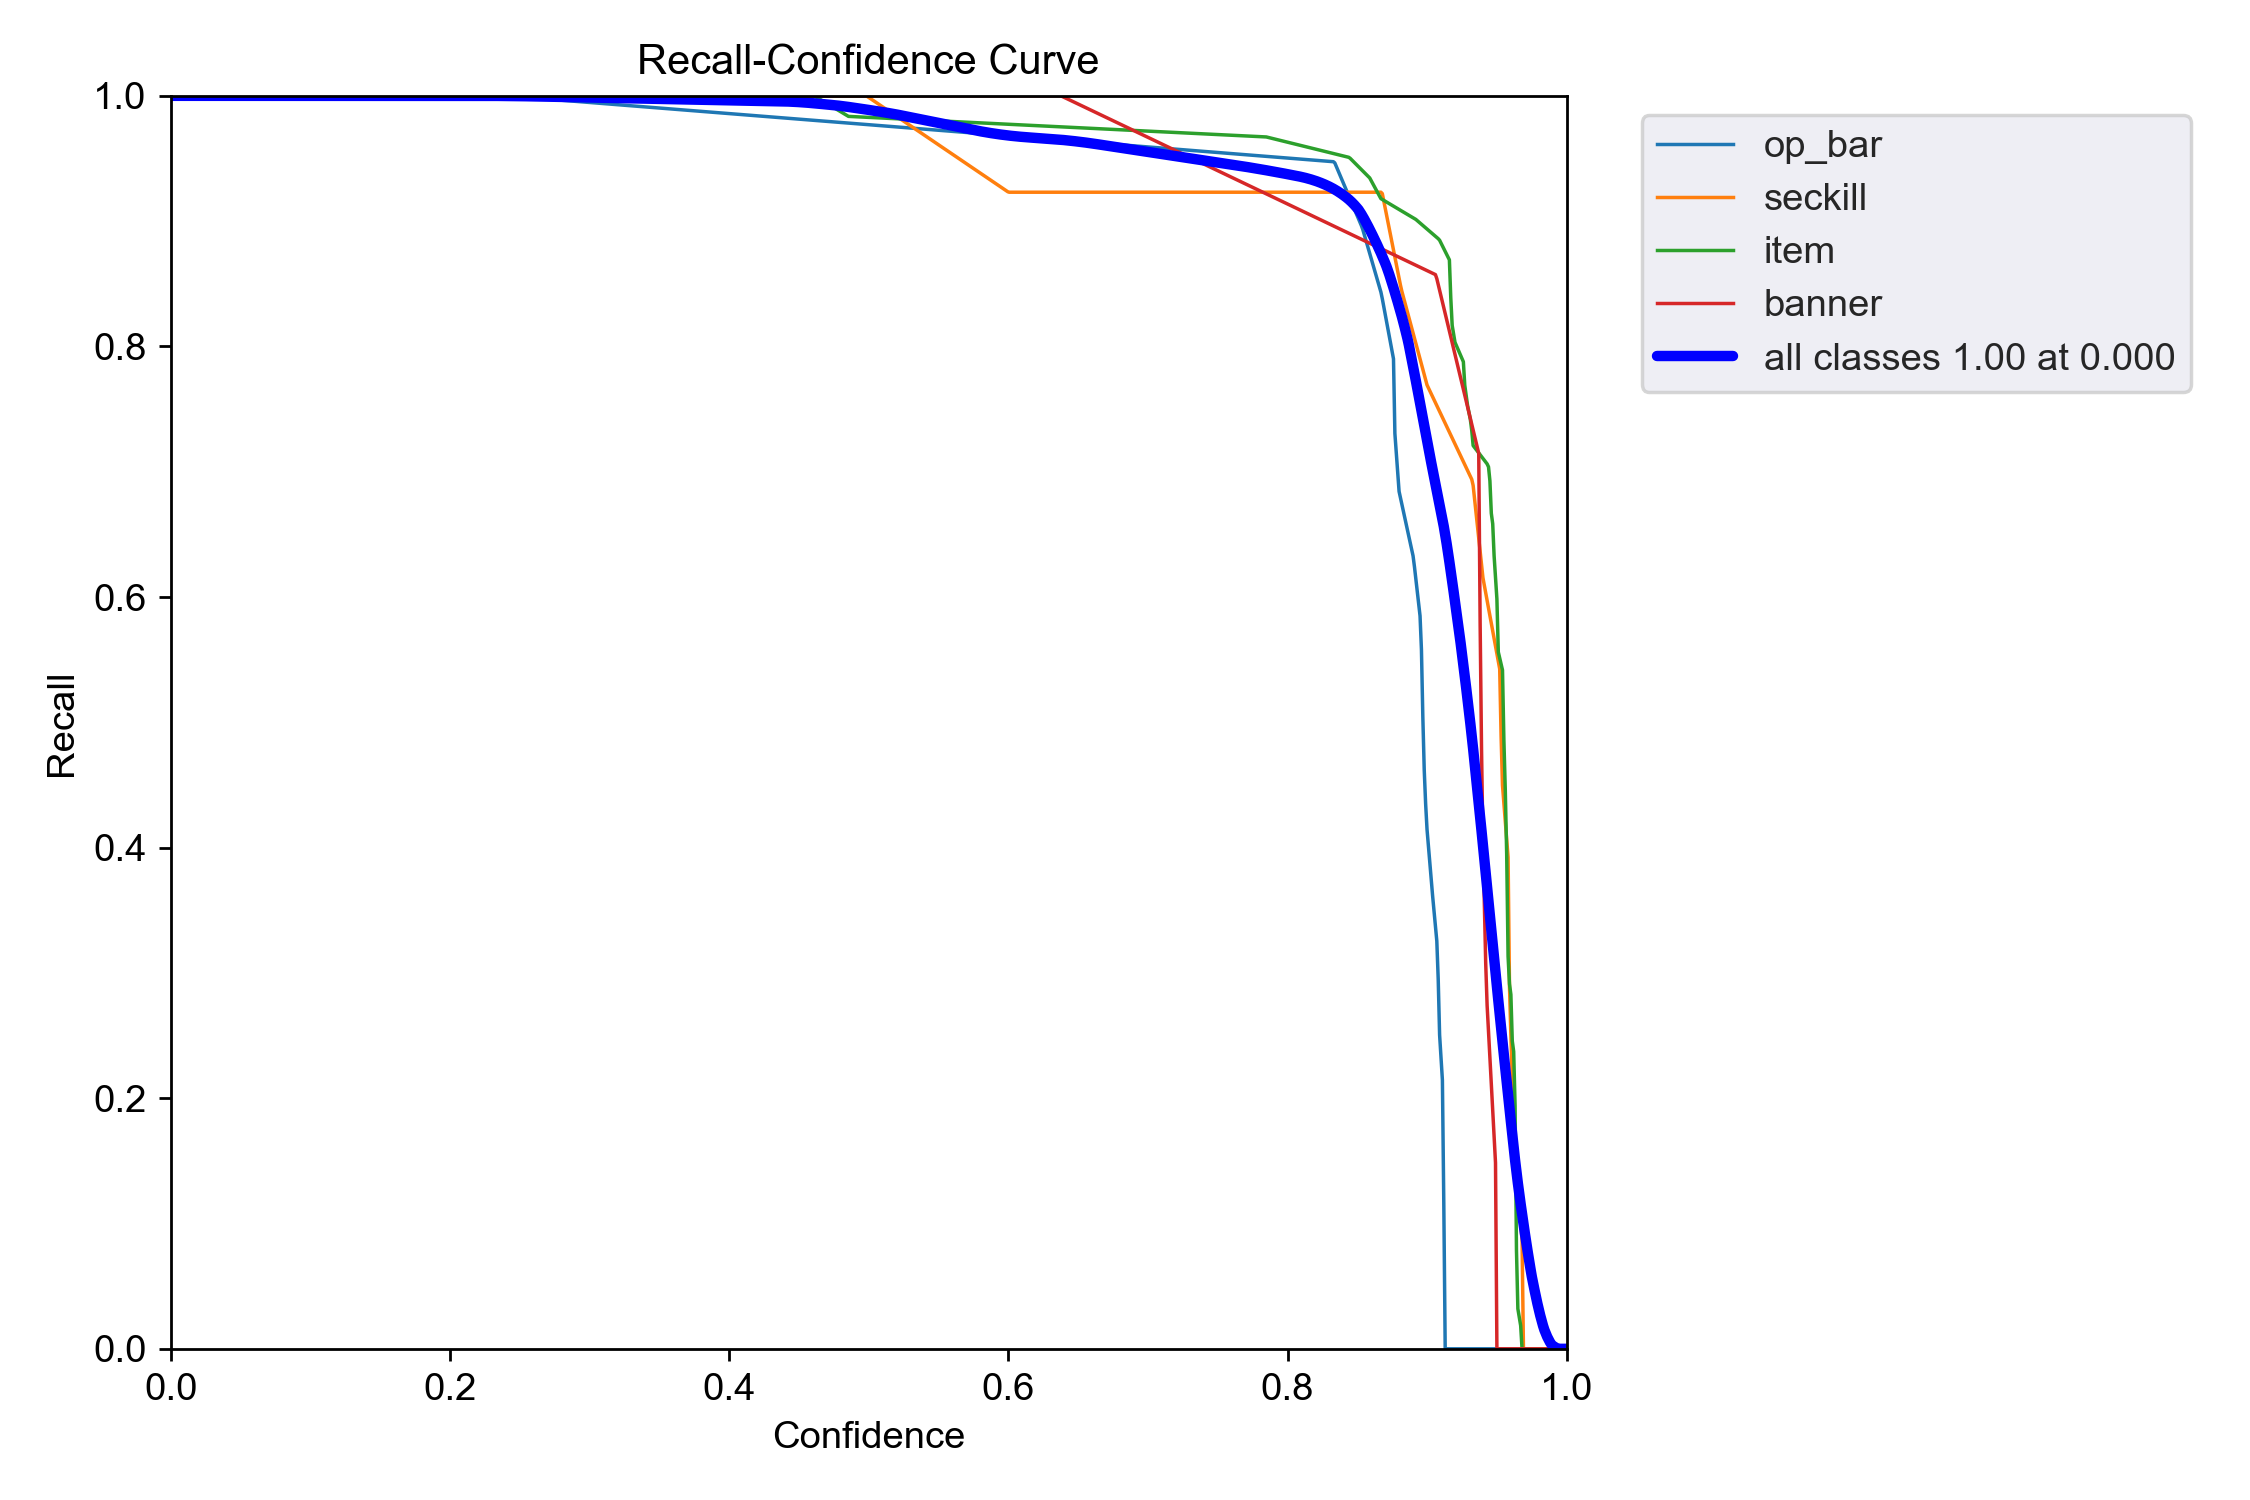 Recall-Confidence Curve
1.0
0.8
0.6
0.4
0.2
0.0
Recall
0.0 0.2 0.4 0.6 0.8 1.0
Confidence
op_bar
seckill
item
banner
all classes 1.00 at 0.000